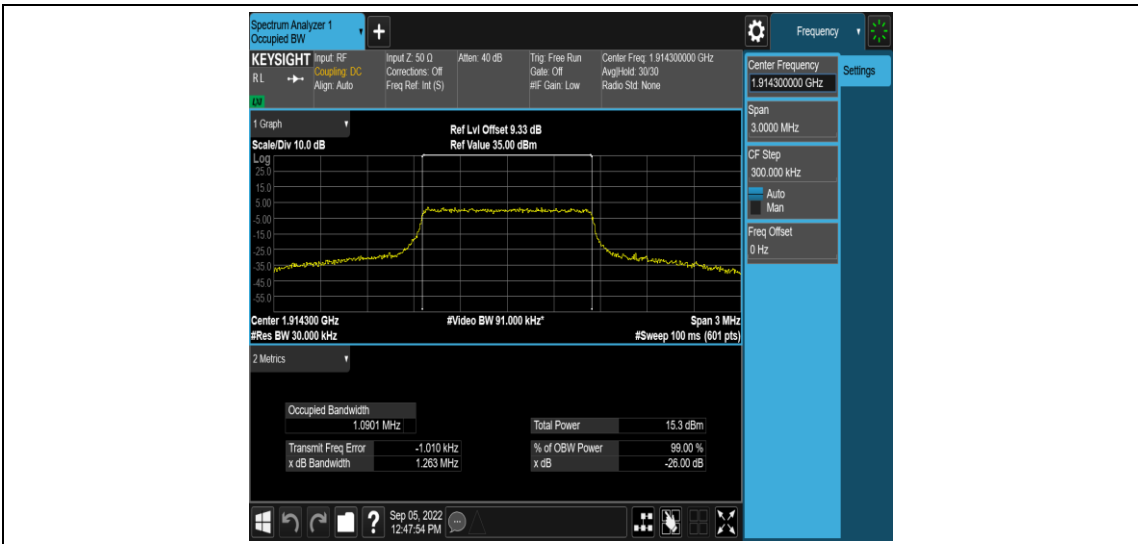 Spectrum Analyzer 1
Occupied BW
+
Frequency
KEYSIGHT
RL
LXI
Input: RF
Coupling: DC
Align: Auto
Input Z: 50 Ω
Corrections: Off
Freq Ref: Int (S)
Atten: 40 dB
Trig: Free Run
Gate: Off
#IF Gain: Low
Center Freq: 1.914300000 GHz
Avg|Hold: 30/30
Radio Std: None
Center Frequency
1.914300000 GHz
Settings
Span
3.0000 MHz
CF Step
300.000 kHz
Auto
Man
Freq Offset
0 Hz
1 Graph
Scale/Div 10.0 dB
Ref Lvl Offset 9.33 dB
Ref Value 35.00 dBm
Log
25.0
15.0
5.00
-5.00
-15.0
-25.0
-35.0
-45.0
-55.0
Center 1.914300 GHz
#Res BW 30.000 kHz
#Video BW 91.000 kHz*
Span 3 MHz
#Sweep 100 ms (601 pts)
2 Metrics
Occupied Bandwidth
1.0901 MHz
Total Power 15.3 dBm
Transmit Freq Error -1.010 kHz
% of OBW Power 99.00 %
x dB Bandwidth 1.263 MHz
x dB -26.00 dB
?
Sep 05, 2022
12:47:54 PM